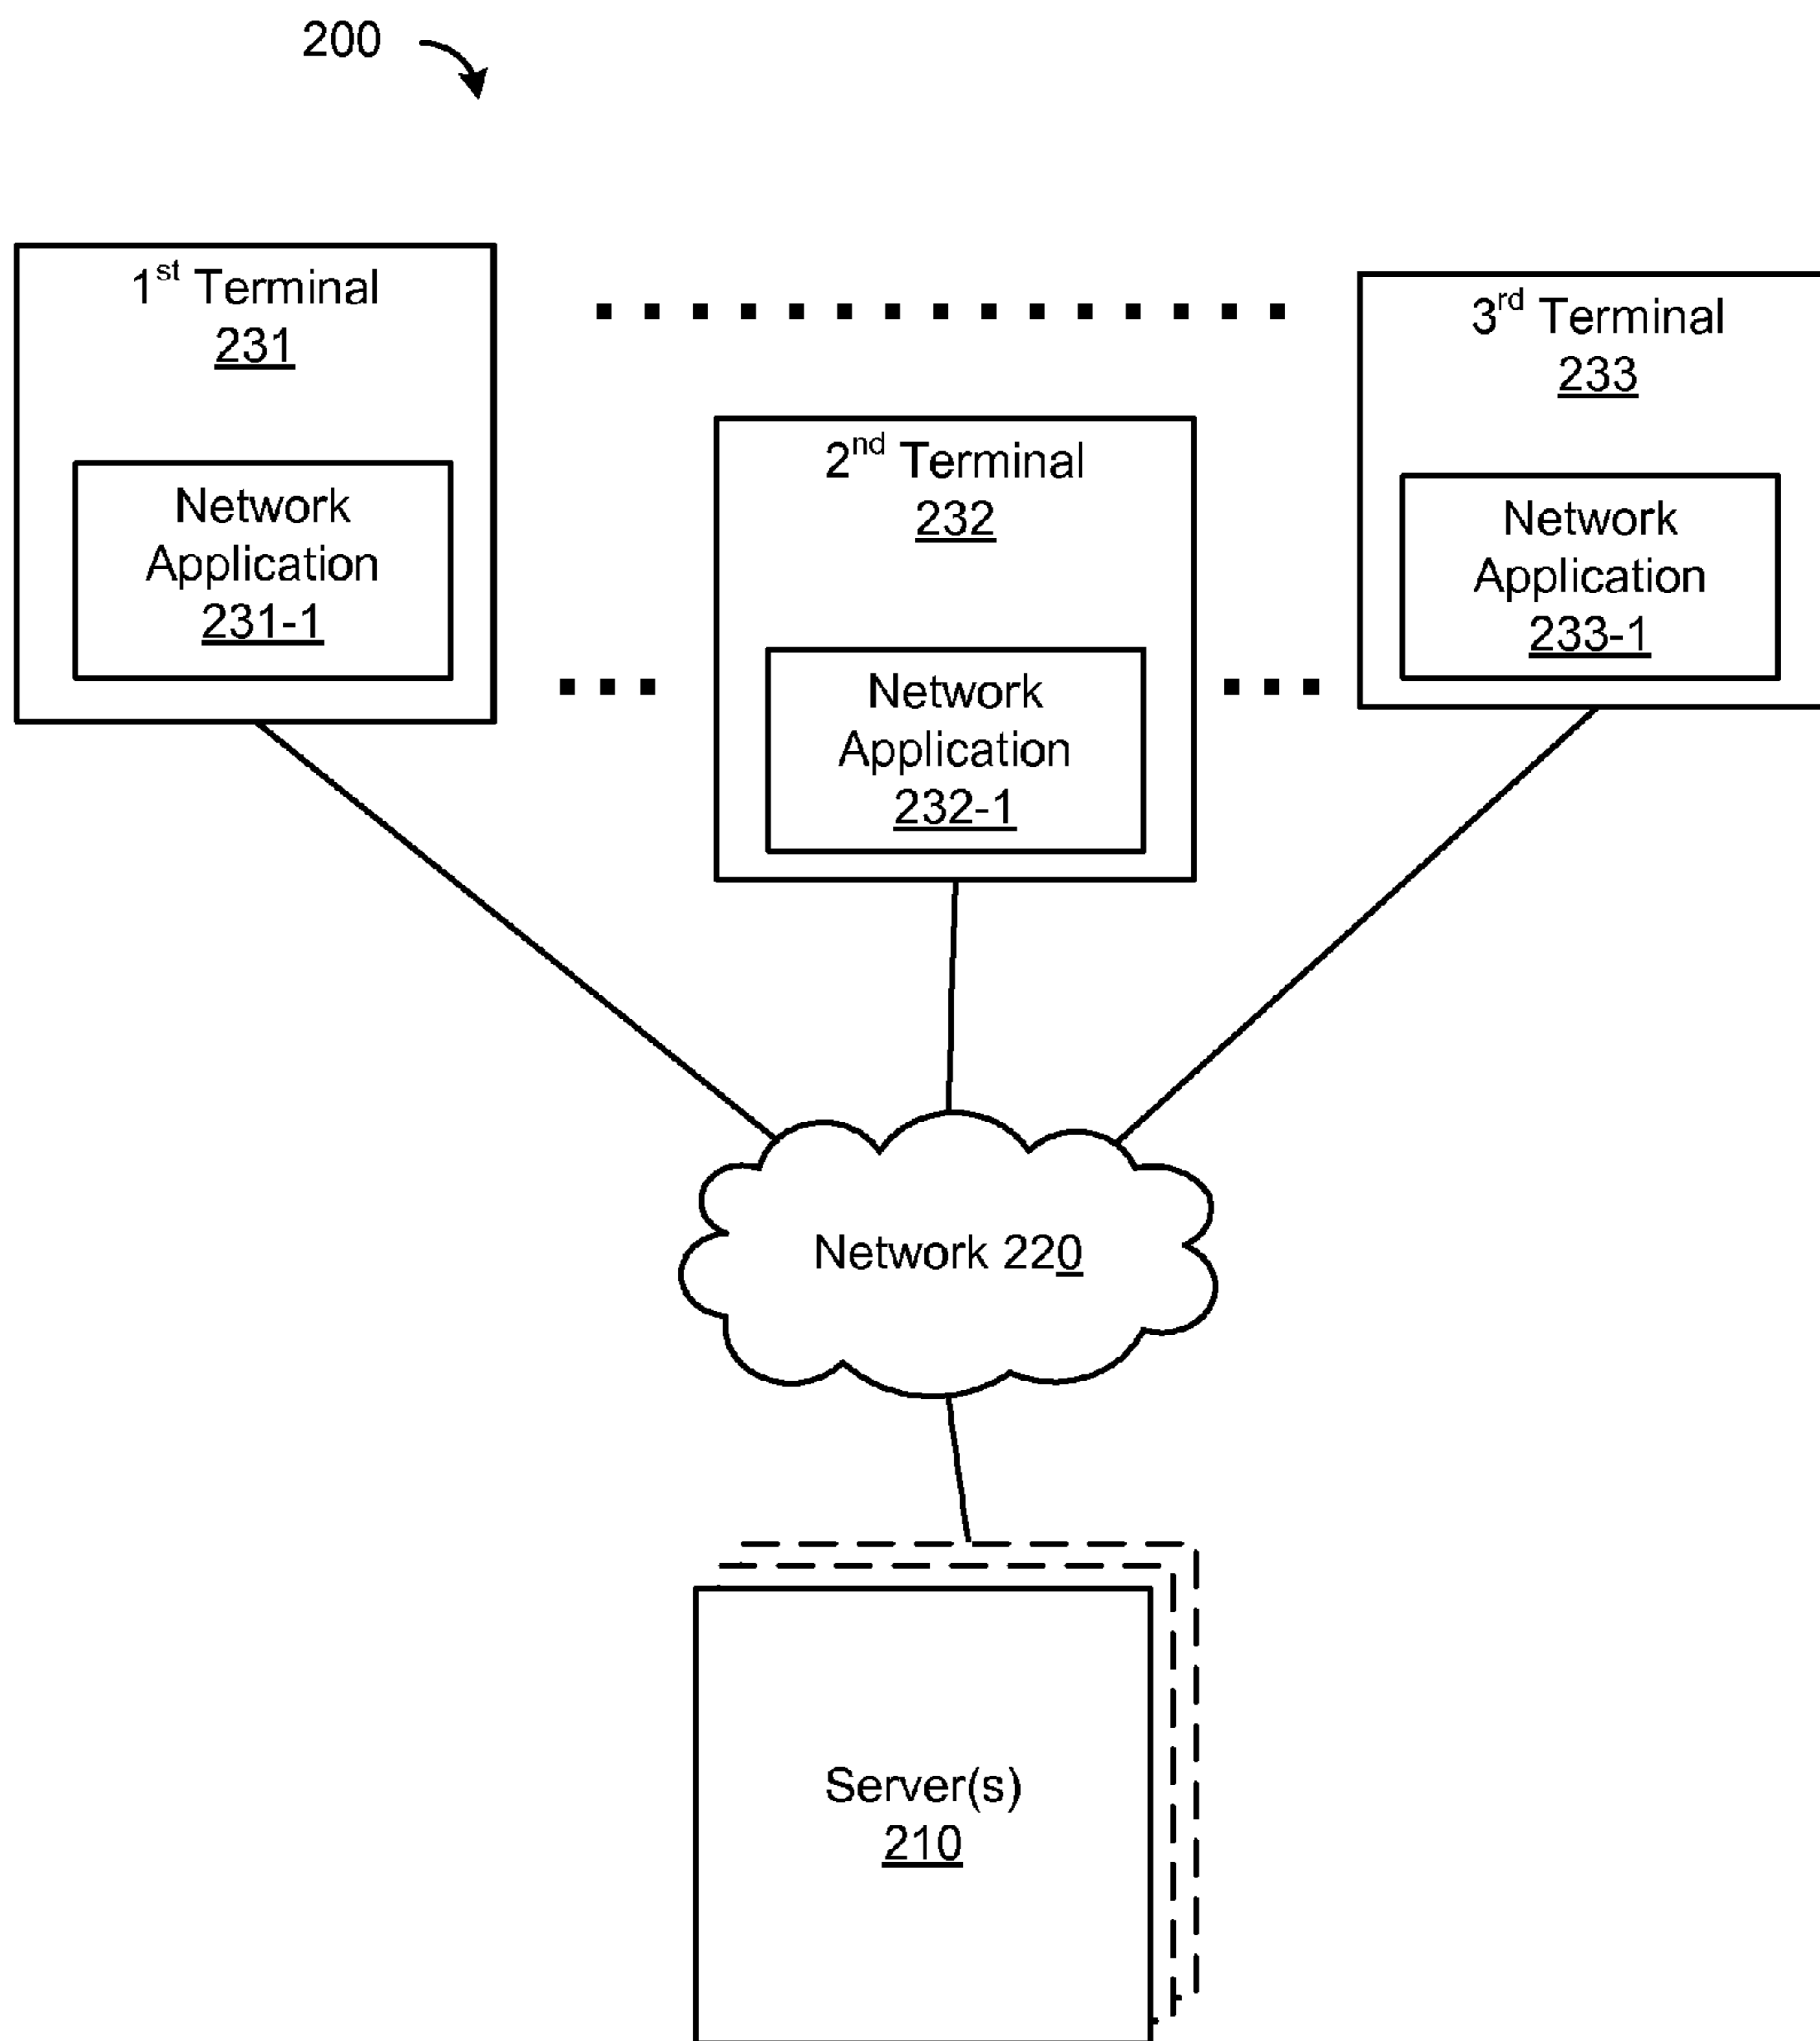 200
1st Terminal
231
Network
Application
231-1
2nd Terminal
232
Network
Application
232-1
3rd Terminal
233
Network
Application
233-1
Network 220
Server(s)
210